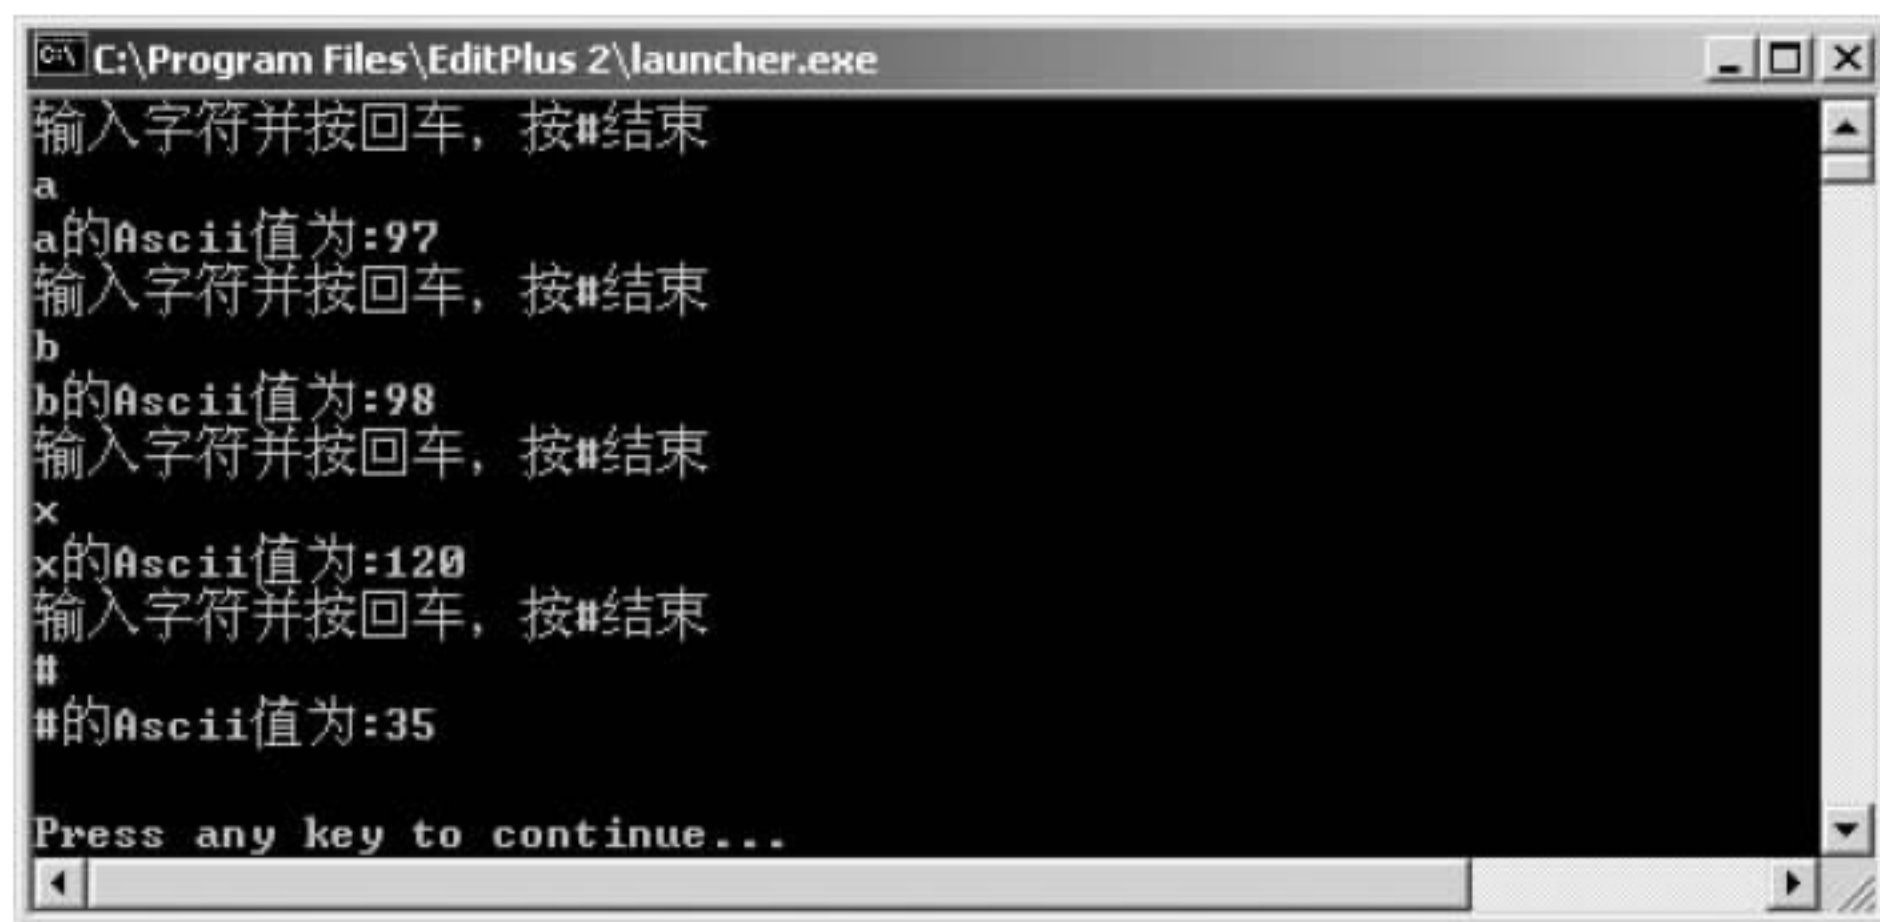 C:\Program Files\EditPlus 2\launcher.exe
输入字符并按回车，按#结束
a
a的Ascii值为:97
输入字符并按回车，按#结束
b
b的Ascii值为:98
输入字符并按回车，按#结束
x
x的Ascii值为:120
输入字符并按回车，按#结束
#
#的Ascii值为:35
Press any key to continue...